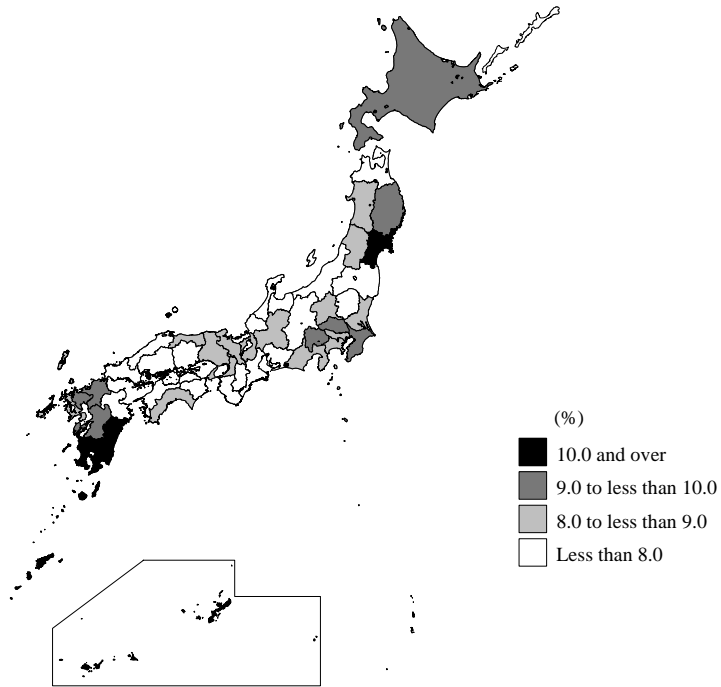 (%)
10.0 and over
9.0 to less than 10.0
8.0 to less than 9.0
Less than 8.0